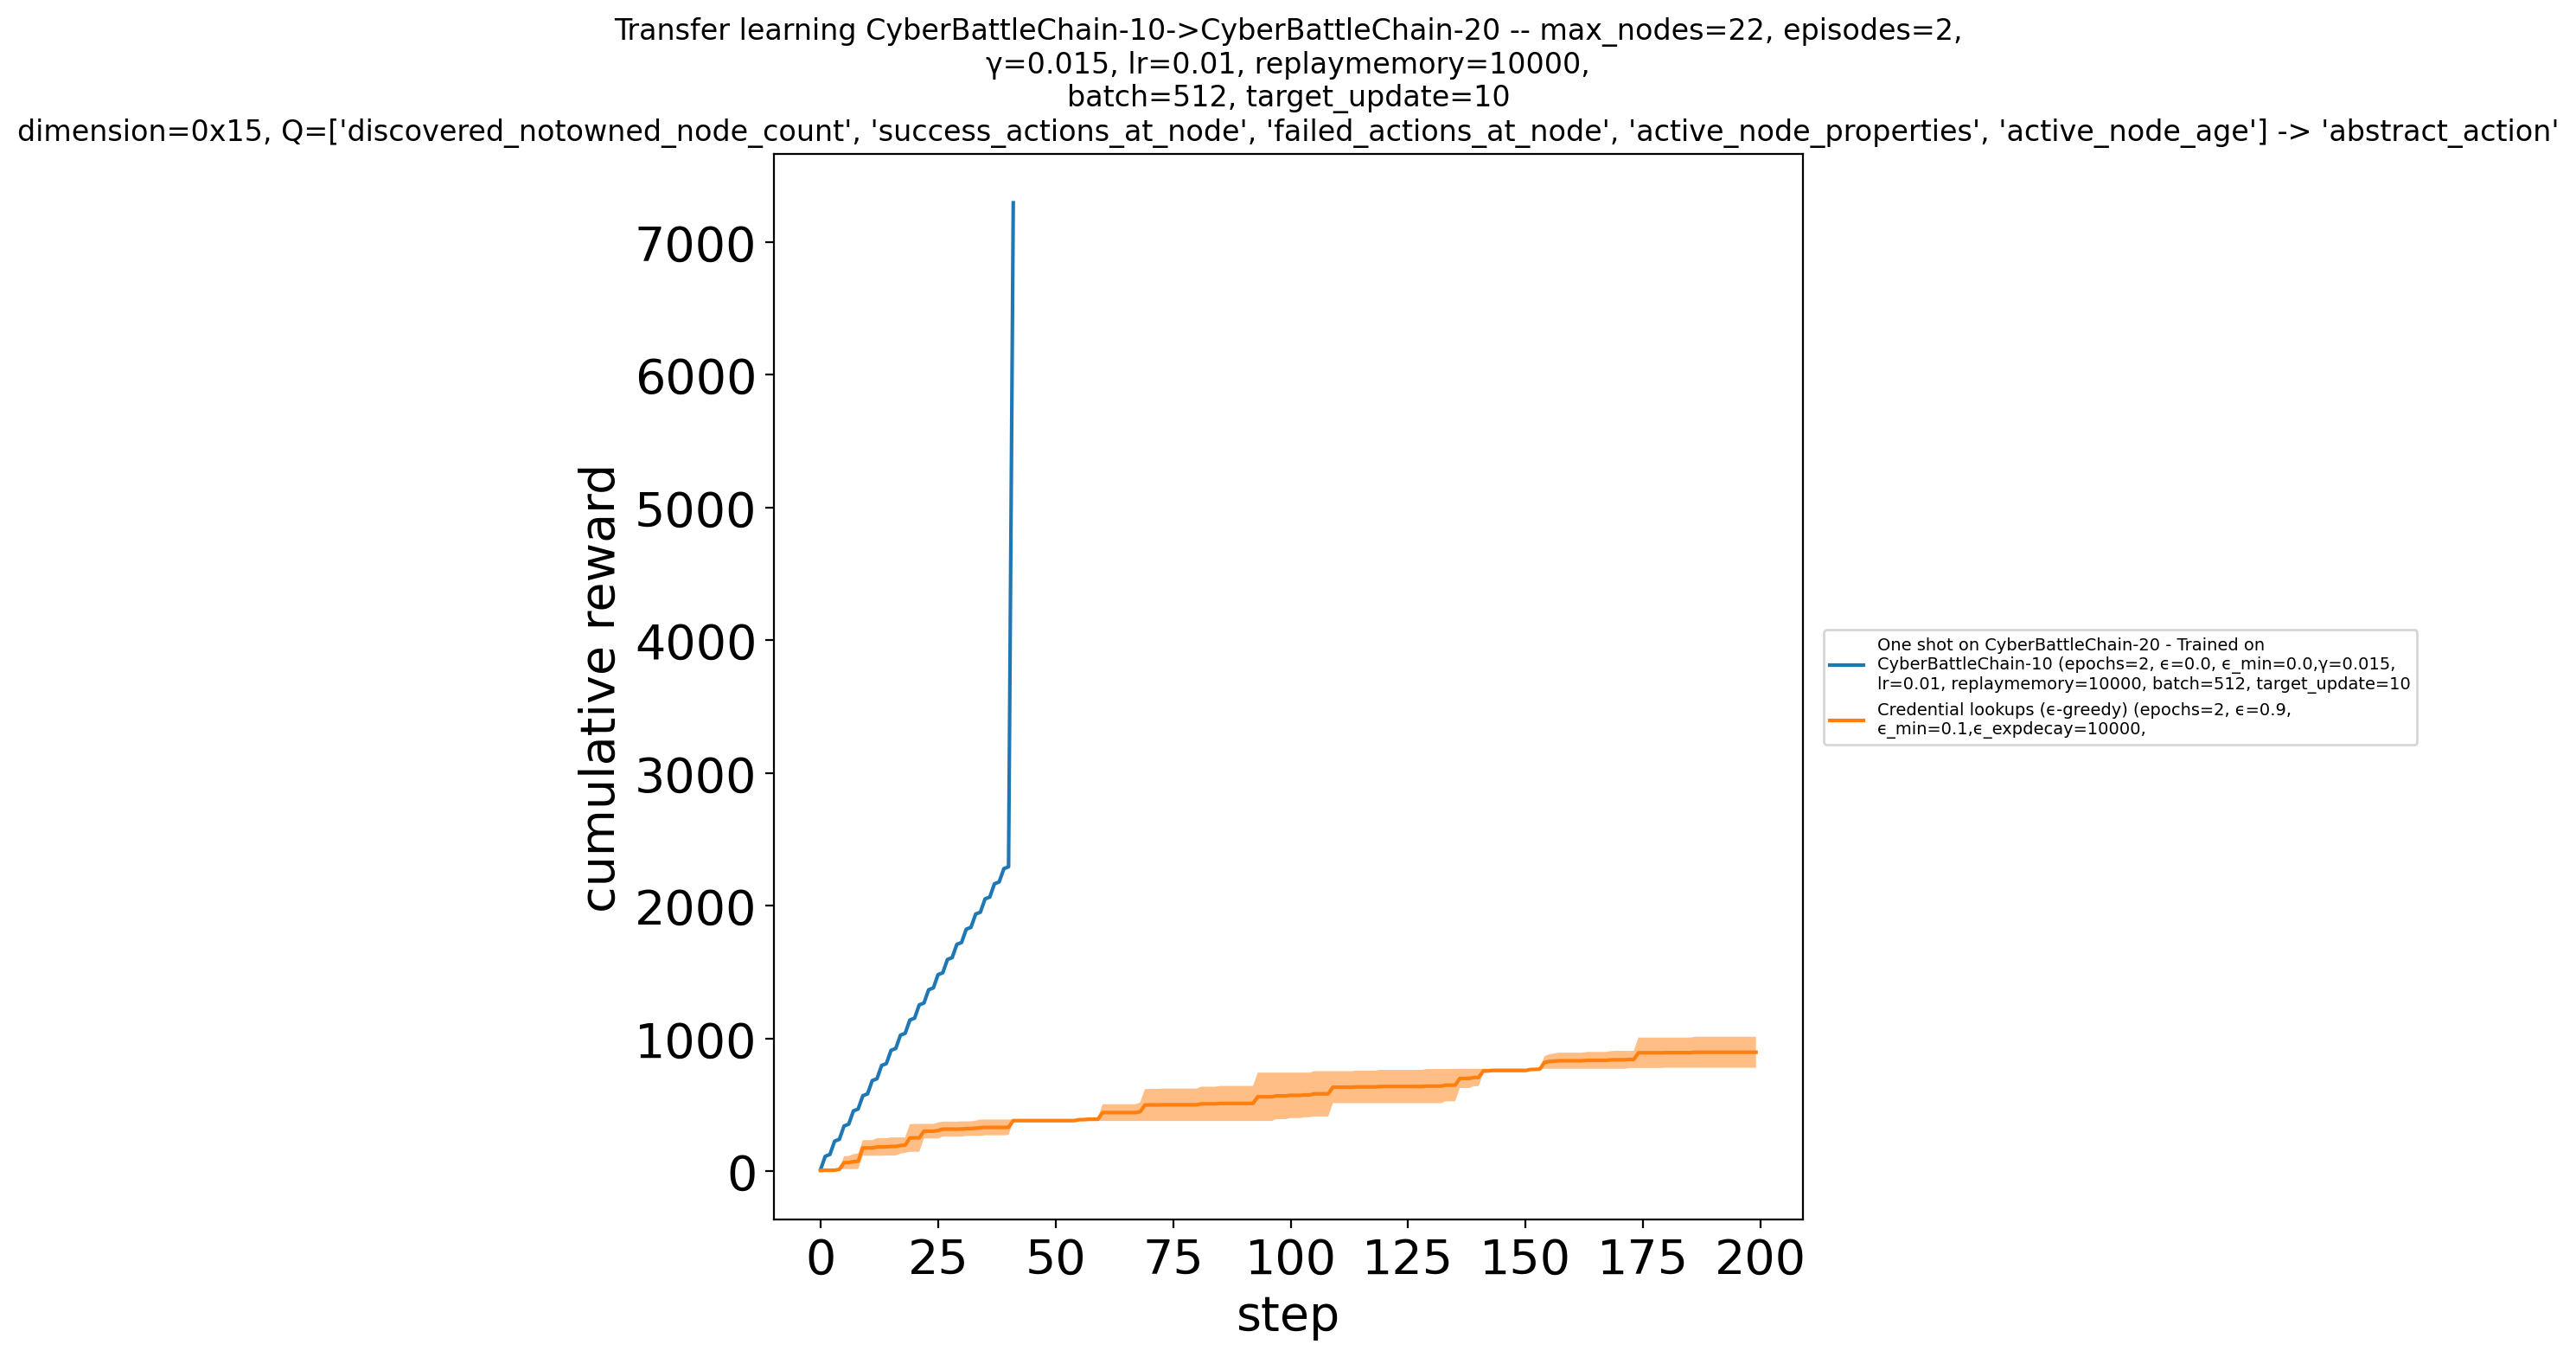 Transfer learning CyberBattleChain-10->CyberBattleChain-20 -- max_nodes=22, episodes=2,
γ=0.015, lr=0.01, replaymemory=10000,
batch=512, target_update=10
dimension=0x15, Q=['discovered_notowned_node_count', 'success_actions_at_node', 'failed_actions_at_node', 'active_node_properties', 'active_node_age'] -> 'abstract_action'
cumulative reward
7000
6000
5000
4000
3000
2000
1000
0
0 25 50 75 100 125 150 175 200
step
One shot on CyberBattleChain-20 - Trained on
CyberBattleChain-10 (epochs=2, ϵ=0.0, ϵ_min=0.0,γ=0.015,
lr=0.01, replaymemory=10000, batch=512, target_update=10
Credential lookups (ϵ-greedy) (epochs=2, ϵ=0.9,
ϵ_min=0.1,ϵ_expdecay=10000,